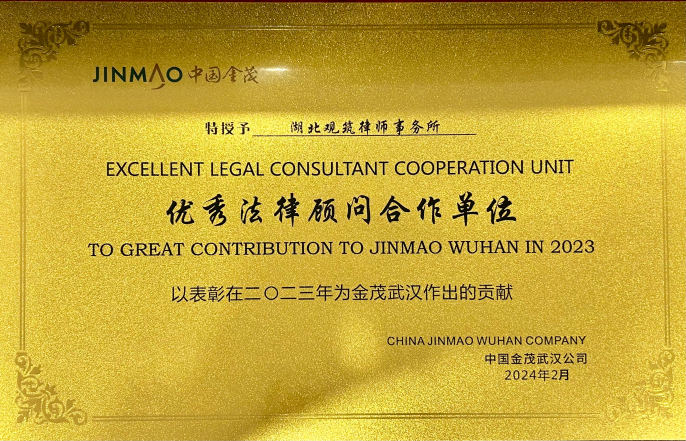 JINMAO 中国金茂
特授予 湖北观筑律师事务所
EXCELLENT LEGAL CONSULTANT COOPERATION UNIT
优秀法律顾问合作单位
TO GREAT CONTRIBUTION TO JINMAO WUHAN IN 2023
以表彰在二〇二三年为金茂武汉作出的贡献
CHINA JINMAO WUHAN COMPANY
中国金茂武汉公司
2024年2月